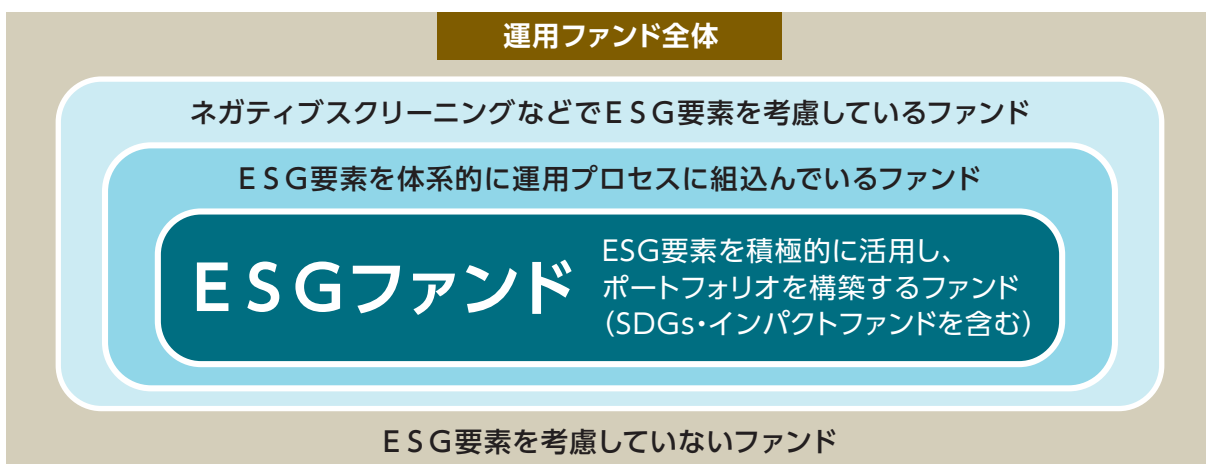 運用ファンド全体
ネガティブスクリーニングなどでESG要素を考慮しているファンド
ESG要素を体系的に運用プロセスに組込んでいるファンド
ESGファンド
ESG要素を積極的に活用し、
ポートフォリオを構築するファンド
(SDGs・インパクトファンドを含む)
ESG要素を考慮していないファンド